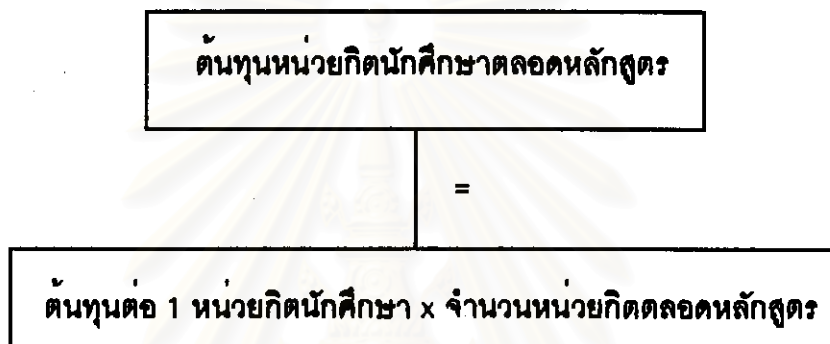 ต้นทุนหน่วยกิตนักศึกษาตลอดหลักสูตร
=
ต้นทุนต่อ 1 หน่วยกิตนักศึกษา x จำนวนหน่วยกิตตลอดหลักสูตร